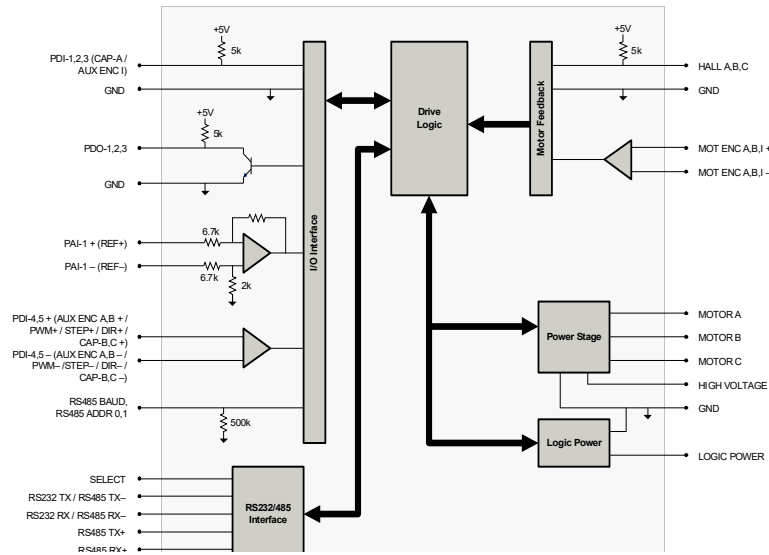 +5V
5k
PDI-1,2,3 (CAP-A /
AUX ENC I)
GND
+5V
5k
PDO-1,2,3
GND
6.7k
PAI-1 + (REF+)
PAI-1 – (REF–)
6.7k
2k
PDI-4,5 + (AUX ENC A,B + /
PWM+ / STEP+ / DIR+ /
CAP-B,C +)
PDI-4,5 – (AUX ENC A,B – /
PWM– /STEP– / DIR– /
CAP-B,C –)
RS485 BAUD,
RS485 ADDR 0,1
500k
SELECT
RS232 TX / RS485 TX–
RS232 RX / RS485 RX–
RS485 TX+
RS485 RX+
I/O Interface
RS232/485
Interface
Drive
Logic
Motor Feedback
+5V
5k
HALL A,B,C
GND
MOT ENC A,B,I +
MOT ENC A,B,I –
Power Stage
MOTOR A
MOTOR B
MOTOR C
HIGH VOLTAGE
GND
Logic Power
LOGIC POWER